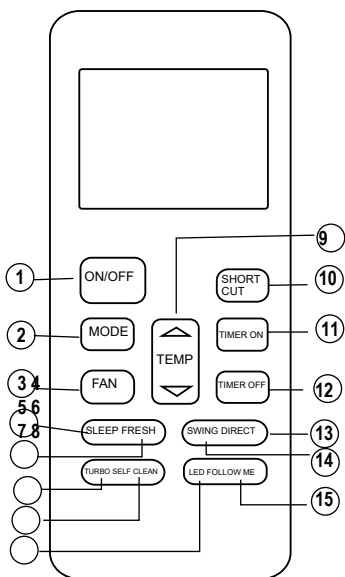 9
1
ON/OFF
SHORT
CUT
10
2
MODE
TEMP
TIMER ON
11
3 4
5 6
7 8
FAN
TIMER OFF
12
SLEEP FRESH
SWING DIRECT
13
14
TURBO SELF CLEAN
LED FOLLOW ME
15